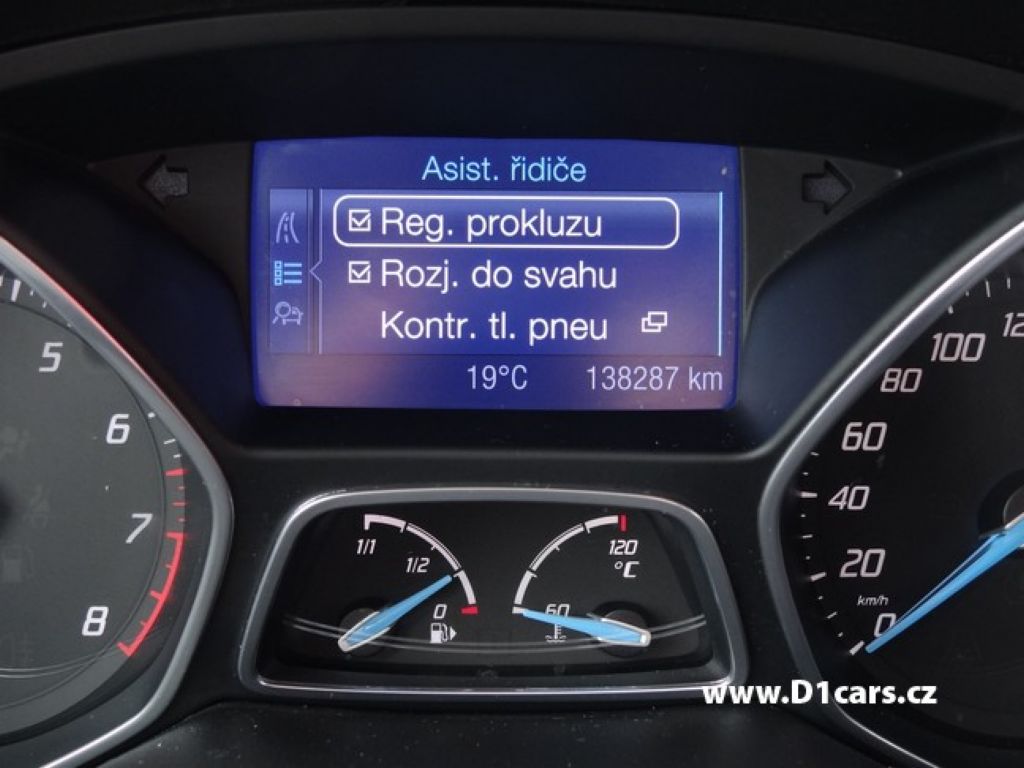 Asist. řidiče
Reg. prokluzu
Rozj. do svahu
Kontr. tl. pneu
19°C 138287 km
5
6
7
8
1/1
1/2
0
120
°C
60
100
80
60
40
20
km/h
0
www.D1cars.cz